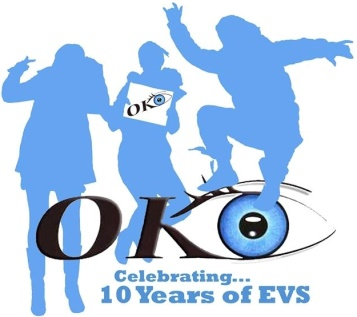 OKO
OKO
Celebrating...
10 Years of EVS